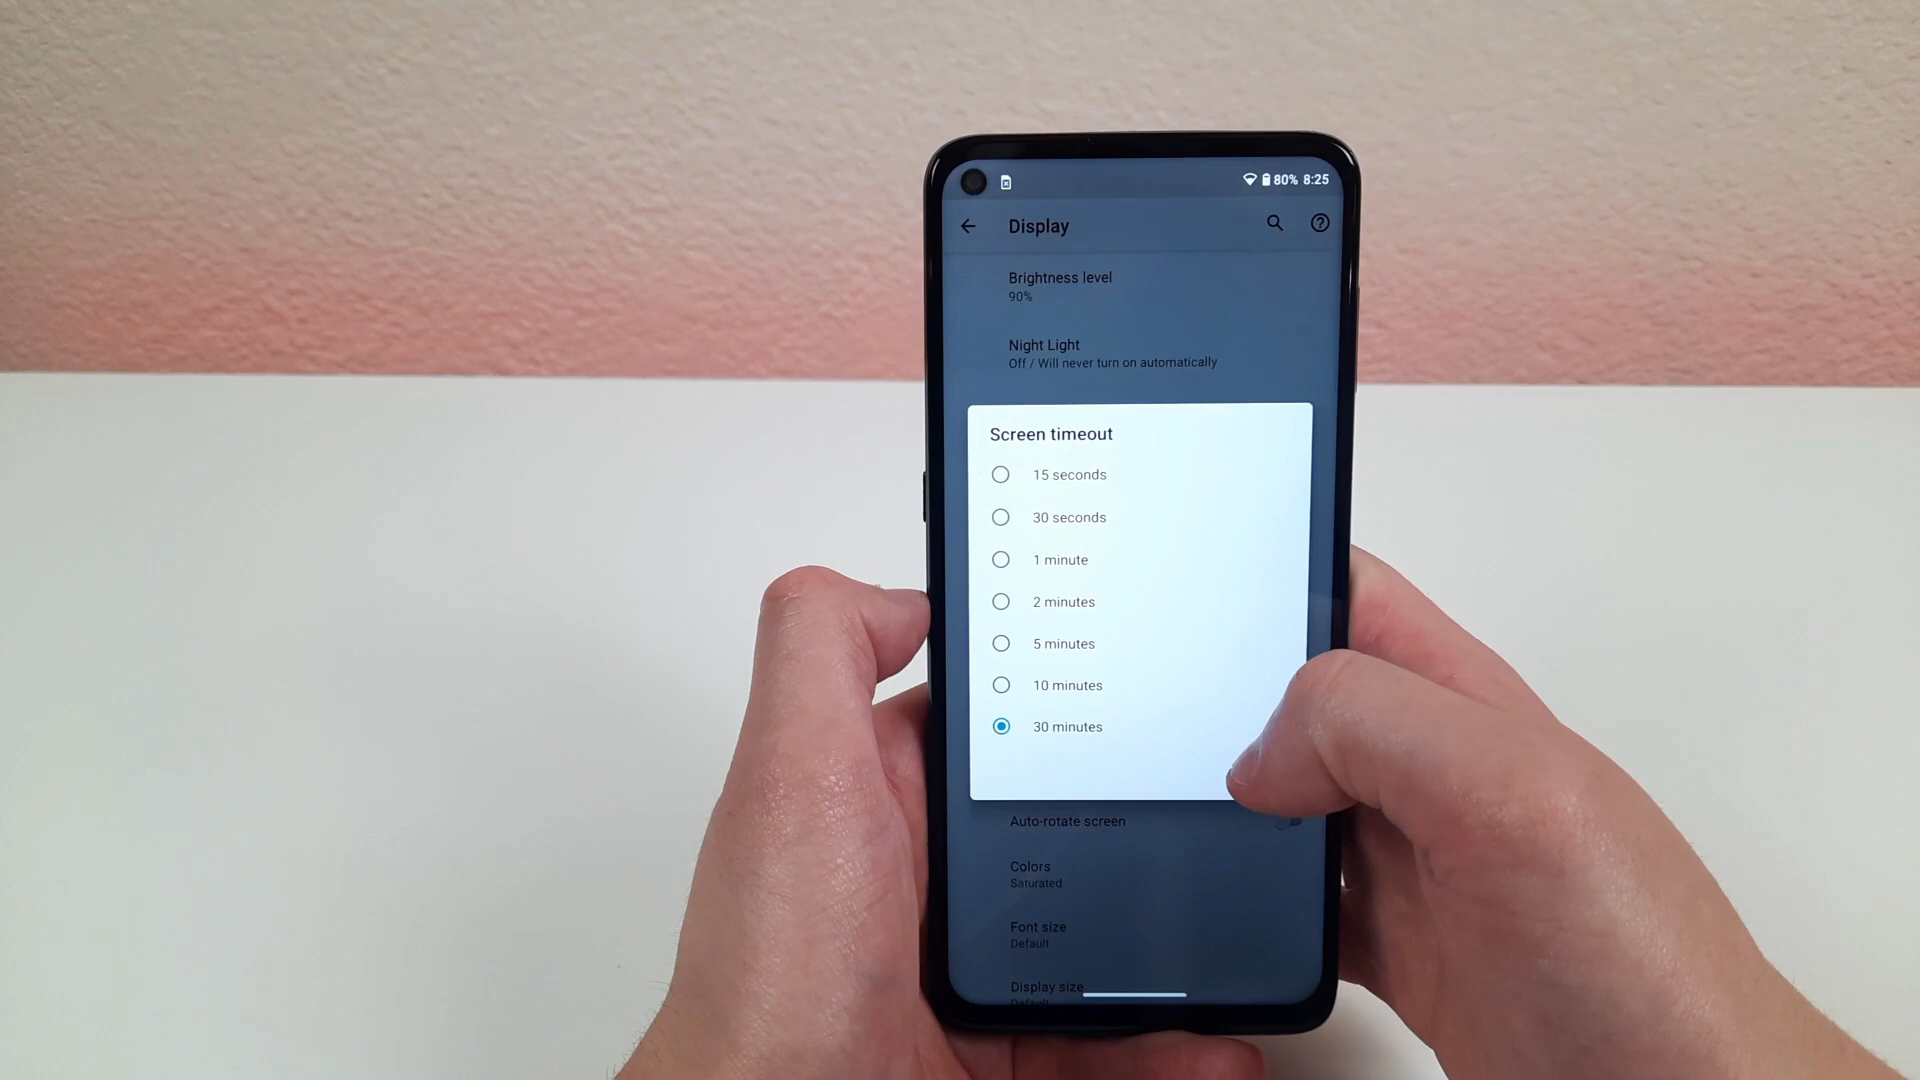 80% 8:25
Display
Brightness level
90%
Night Light
Off / Will never turn on automatically
Screen timeout
15 seconds
30 seconds
1 minute
2 minutes
5 minutes
10 minutes
30 minutes
Auto-rotate screen
Colors
Saturated
Font size
Default
Display size
Default